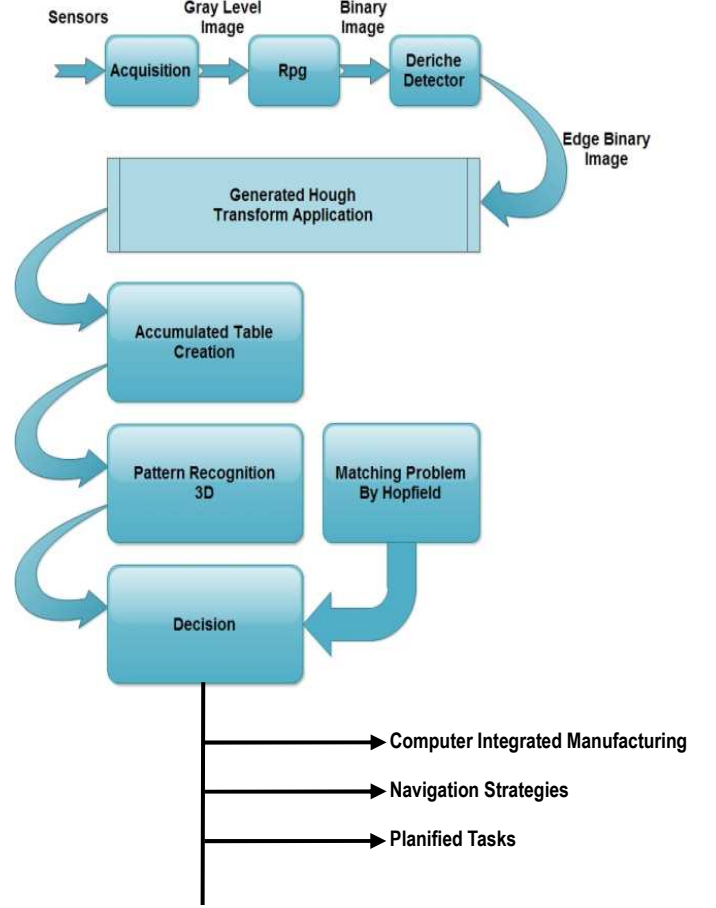 Sensors
Gray Level
Image
Binary
Image
Acquisition
Rpg
Deriche
Detector
Edge Binary
Image
Generated Hough
Transform Application
Accumulated Table
Creation
Pattern Recognition
3D
Matching Problem
By Hopfield
Decision
Computer Integrated Manufacturing
Navigation Strategies
Planified Tasks